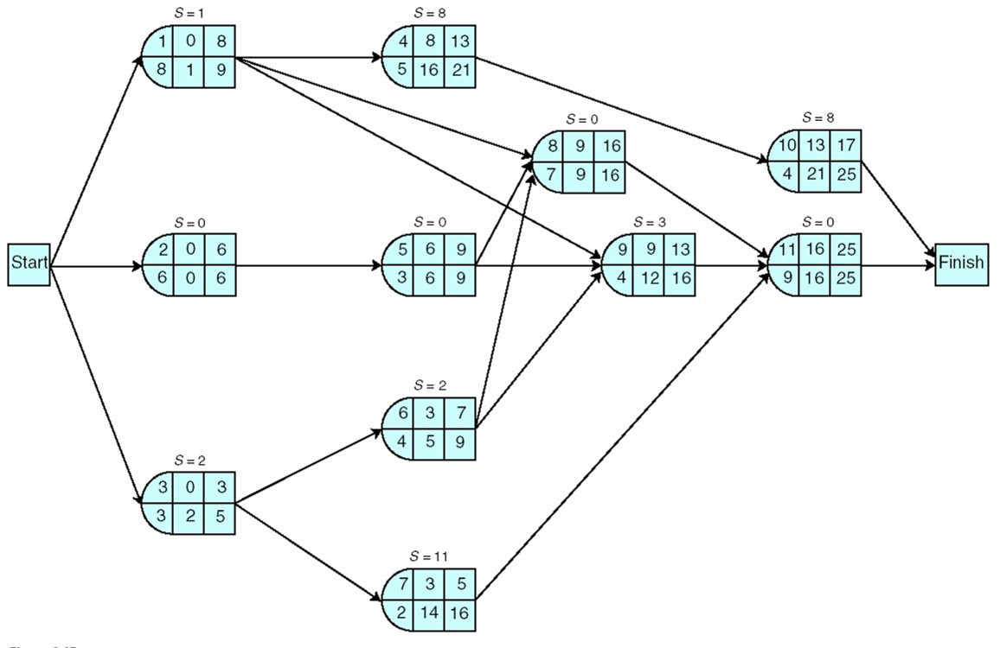 S = 1
1 0 8
8 1 9
S = 8
4 8 13
5 16 21
S = 0
8 9 16
7 9 16
S = 8
10 13 17
4 21 25
Start
S = 0
2 0 6
6 0 6
S = 0
5 6 9
3 6 9
S = 3
9 9 13
4 12 16
S = 0
11 16 25
9 16 25
Finish
S = 2
6 3 7
4 5 9
S = 2
3 0 3
3 2 5
S = 11
7 3 5
2 14 16